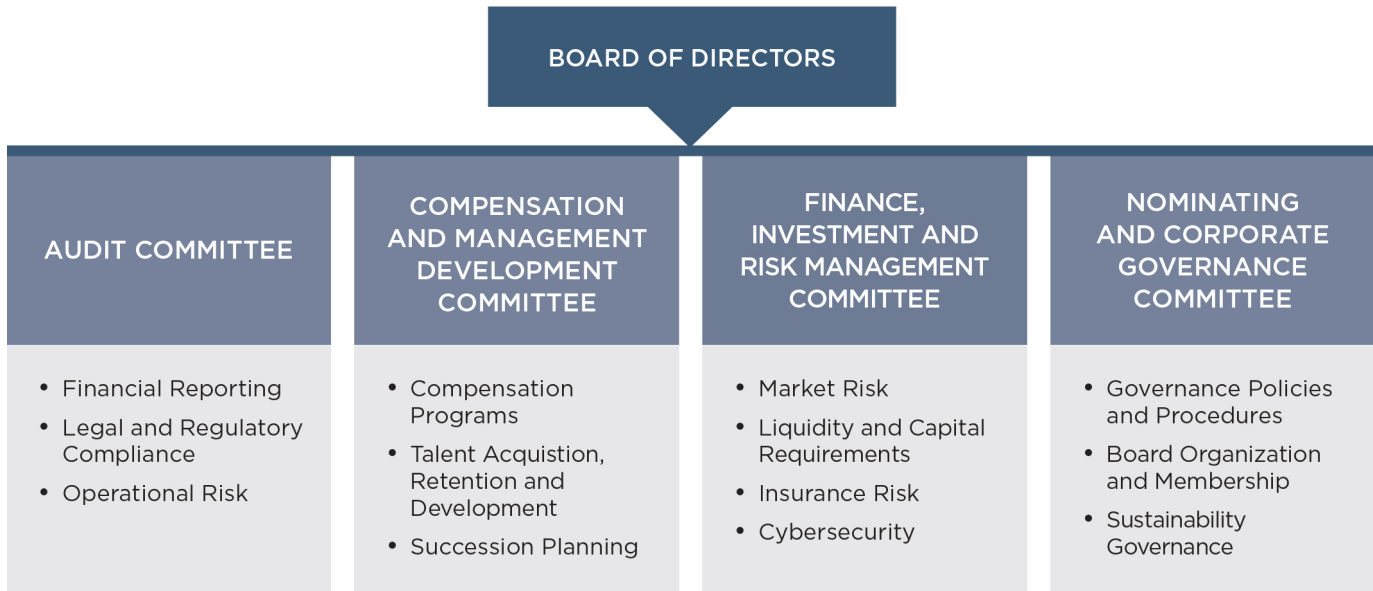 BOARD OF DIRECTORS
AUDIT COMMITTEE
• Financial Reporting
• Legal and Regulatory
Compliance
• Operational Risk
COMPENSATION
AND MANAGEMENT
DEVELOPMENT
COMMITTEE
• Compensation
Programs
• Talent Acquistion,
Retention and
Development
• Succession Planning
FINANCE,
INVESTMENT AND
RISK MANAGEMENT
COMMITTEE
• Market Risk
• Liquidity and Capital
Requirements
• Insurance Risk
• Cybersecurity
NOMINATING
AND CORPORATE
GOVERNANCE
COMMITTEE
• Governance Policies
and Procedures
• Board Organization
and Membership
• Sustainability
Governance